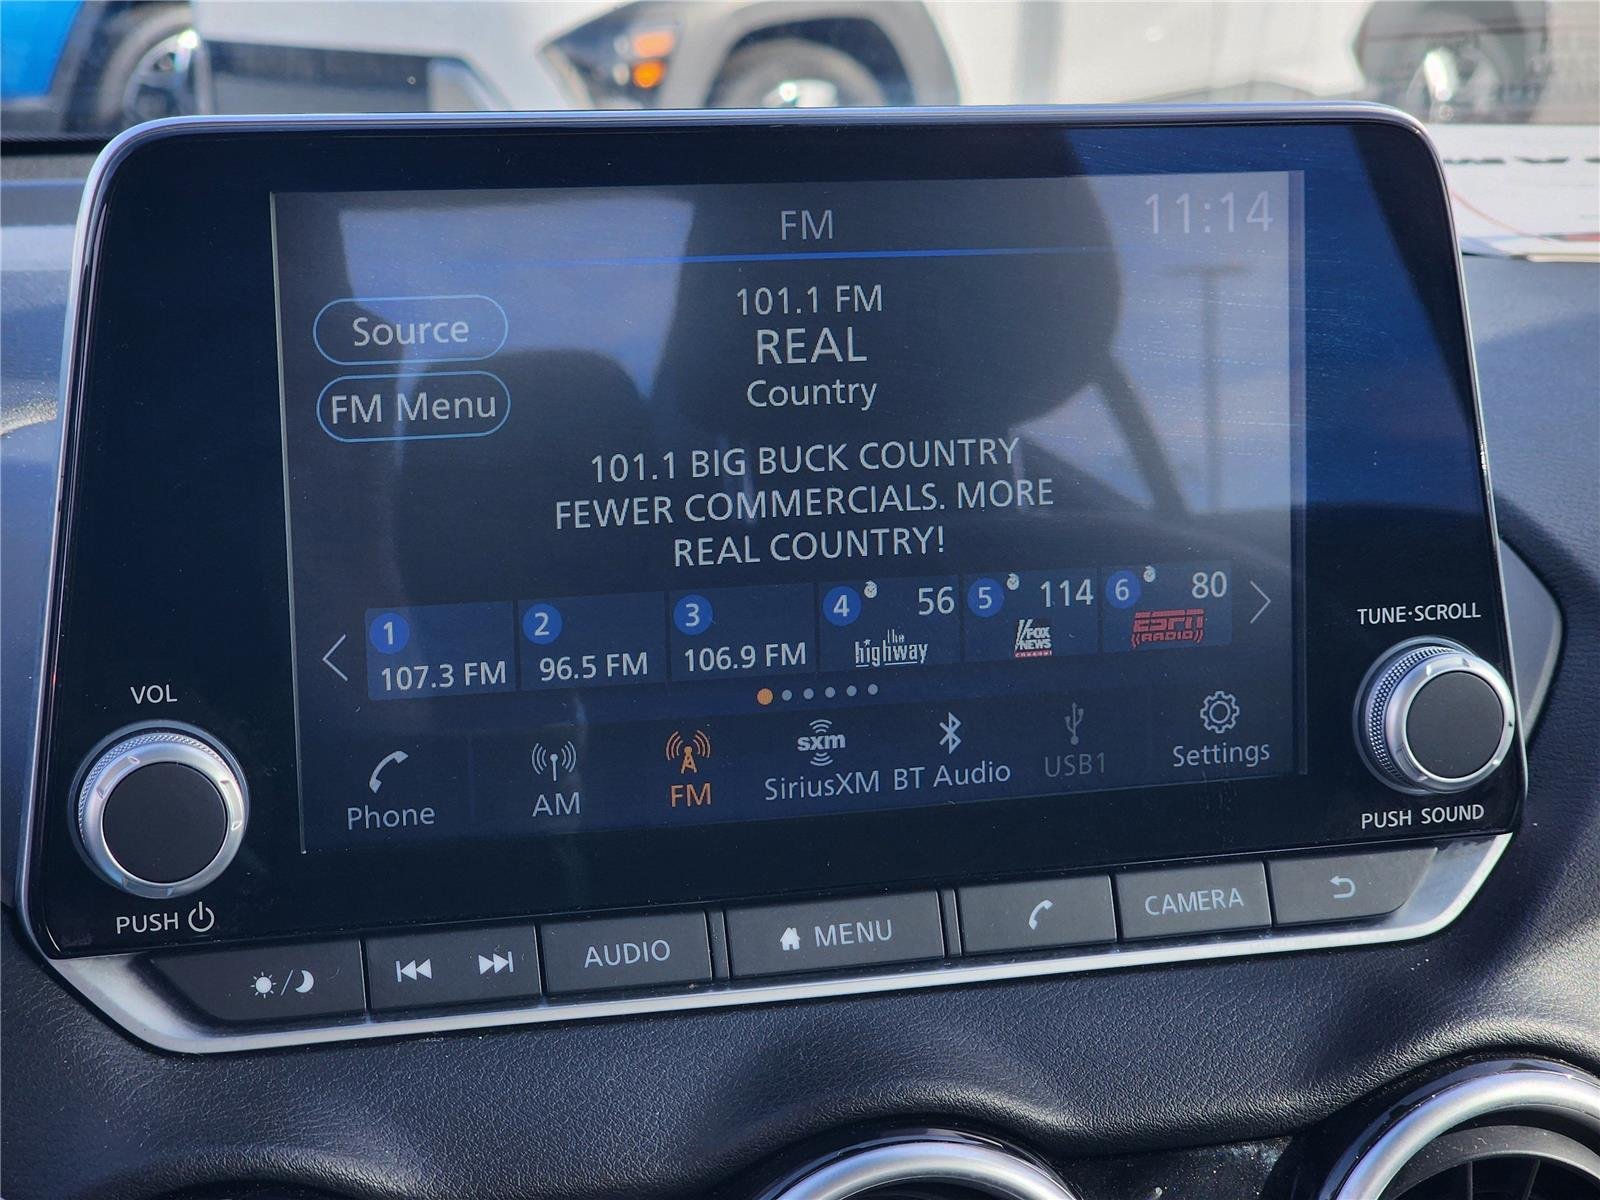 FM
11:14
101.1 FM
REAL
Country
Source
FM Menu
101.1 BIG BUCK COUNTRY
FEWER COMMERCIALS. MORE
REAL COUNTRY!
1
107.3 FM
2
96.5 FM
3
106.9 FM
4
56
the
highway
5
114
FOX
NEWS
channel
6
80
ESPN
RADIO
Phone
AM
FM
sxm
SiriusXM
BT Audio
USB1
Settings
VOL
PUSH
TUNE·SCROLL
PUSH SOUND
AUDIO
MENU
CAMERA